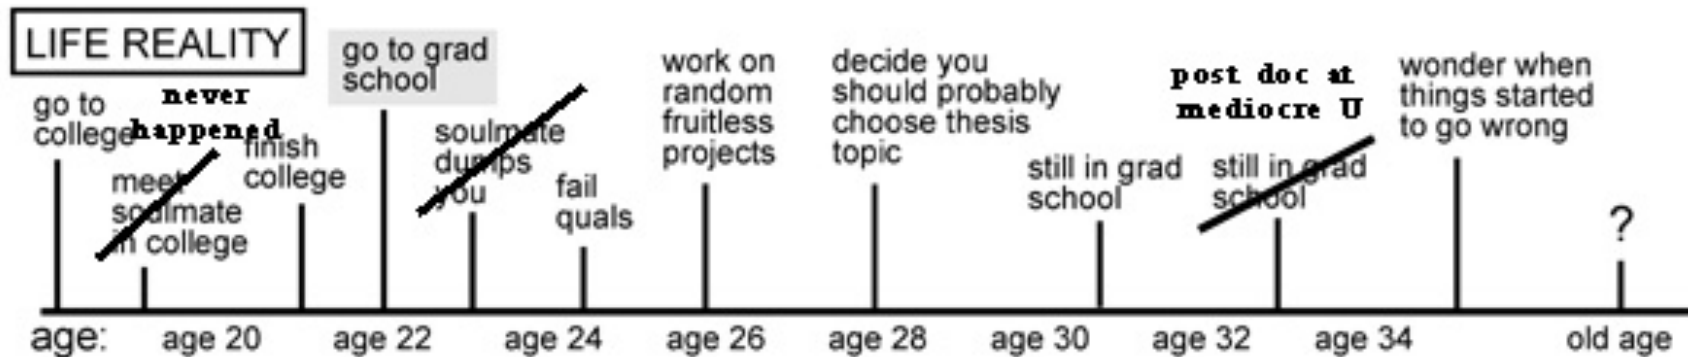 LIFE REALITY
go to
college
never
happened
meet
soulmate
in college
finish
college
go to grad
school
soulmate
dumps
you
fail
quals
work on
random
fruitless
projects
decide you
should probably
choose thesis
topic
still in grad
school
post doc at
mediocre U
still in grad
school
wonder when
things started
to go wrong
?
age: age 20 age 22 age 24 age 26 age 28 age 30 age 32 age 34 old age